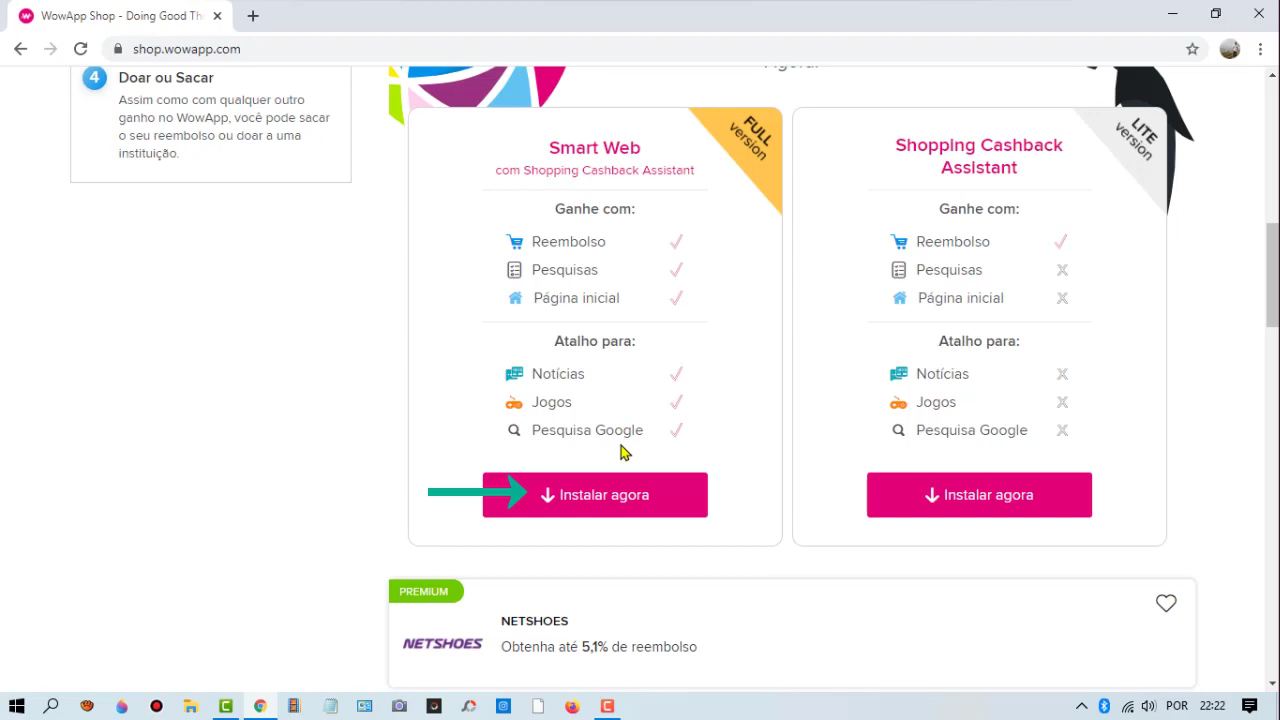 WowApp Shop - Doing Good Th
shop.wowapp.com
4 Doar ou Sacar
Assim como com qualquer outro
ganho no WowApp, você pode sacar
o seu reembolso ou doar a uma
instituição.
FULL
version
Smart Web
com Shopping Cashback Assistant
Ganhe com:
Reembolso
Pesquisas
Página inicial
Atalho para:
Notícias
Jogos
Pesquisa Google
Instalar agora
LITE
version
Shopping Cashback
Assistant
Ganhe com:
Reembolso
Pesquisas
Página inicial
Atalho para:
Notícias
Jogos
Pesquisa Google
Instalar agora
PREMIUM
NETSHOES
NETSHOES
Obtenha até 5,1% de reembolso
POR
22:22